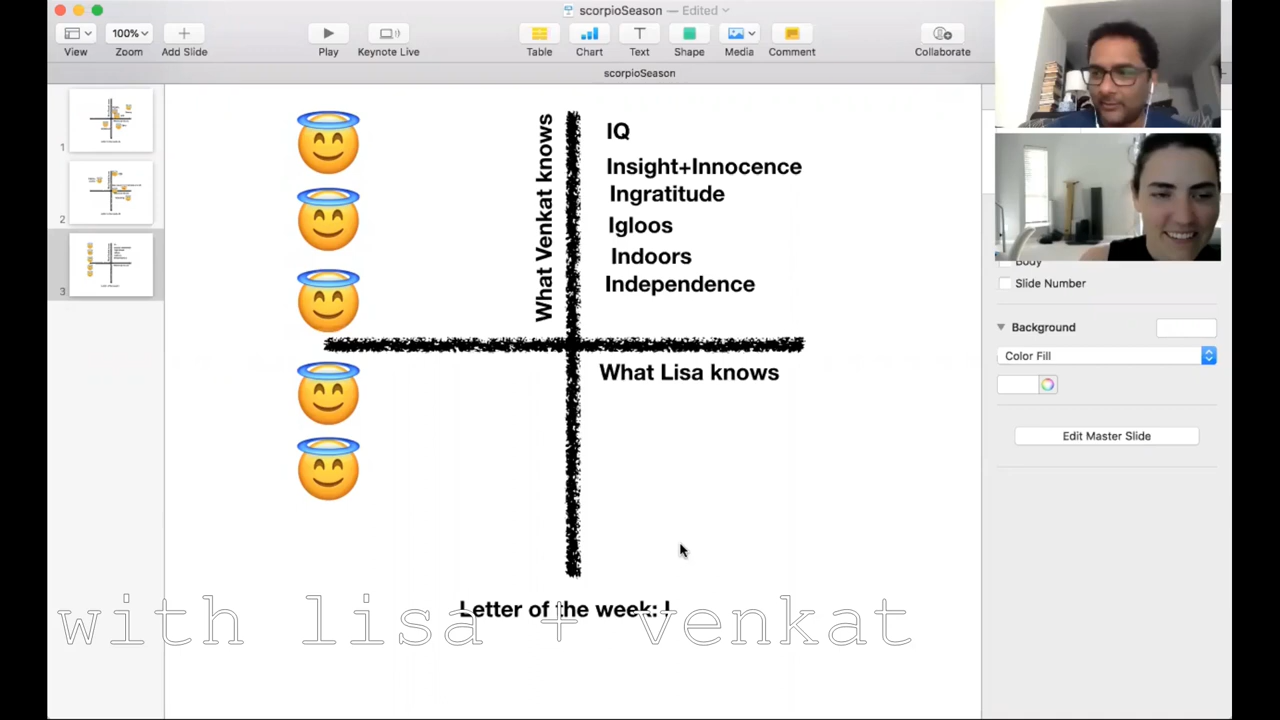 scorpioSeason — Edited
100%
View
Zoom
Add Slide
Play
Keynote Live
Table
Chart
Text
Shape
Media
Comment
Collaborate
scorpioSeason
1
2
3
What Venkat knows
IQ
Insight+Innocence
Ingratitude
Igloos
Indoors
Independence
What Lisa knows
Letter of the week: I
with lisa + venkat
Body
Slide Number
Background
Color Fill
Edit Master Slide